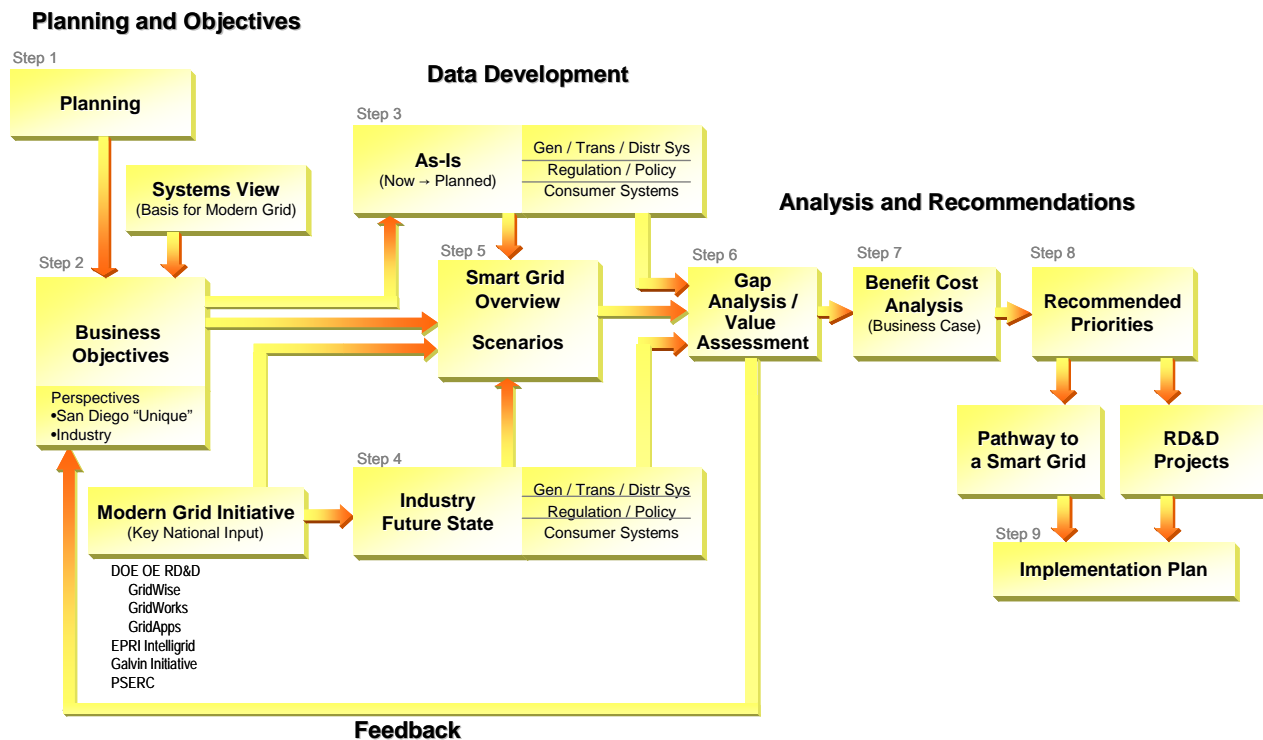 Planning and Objectives
Step 1
Planning
Systems View
(Basis for Modern Grid)
Step 2
Business
Objectives
Perspectives
•San Diego “Unique”
•Industry
Modern Grid Initiative
(Key National Input)
DOE OE RD&D
GridWise
GridWorks
GridApps
EPRI Intelligrid
Galvin Initiative
PSERC
Data Development
Step 3
As-Is
(Now → Planned)
Gen / Trans / Distr Sys
Regulation / Policy
Consumer Systems
Step 5
Smart Grid
Overview
Scenarios
Step 4
Industry
Future State
Gen / Trans / Distr Sys
Regulation / Policy
Consumer Systems
Analysis and Recommendations
Step 6
Gap
Analysis /
Value
Assessment
Step 7
Benefit Cost
Analysis
(Business Case)
Step 8
Recommended
Priorities
Pathway to
a Smart Grid
RD&D
Projects
Step 9
Implementation Plan
Feedback